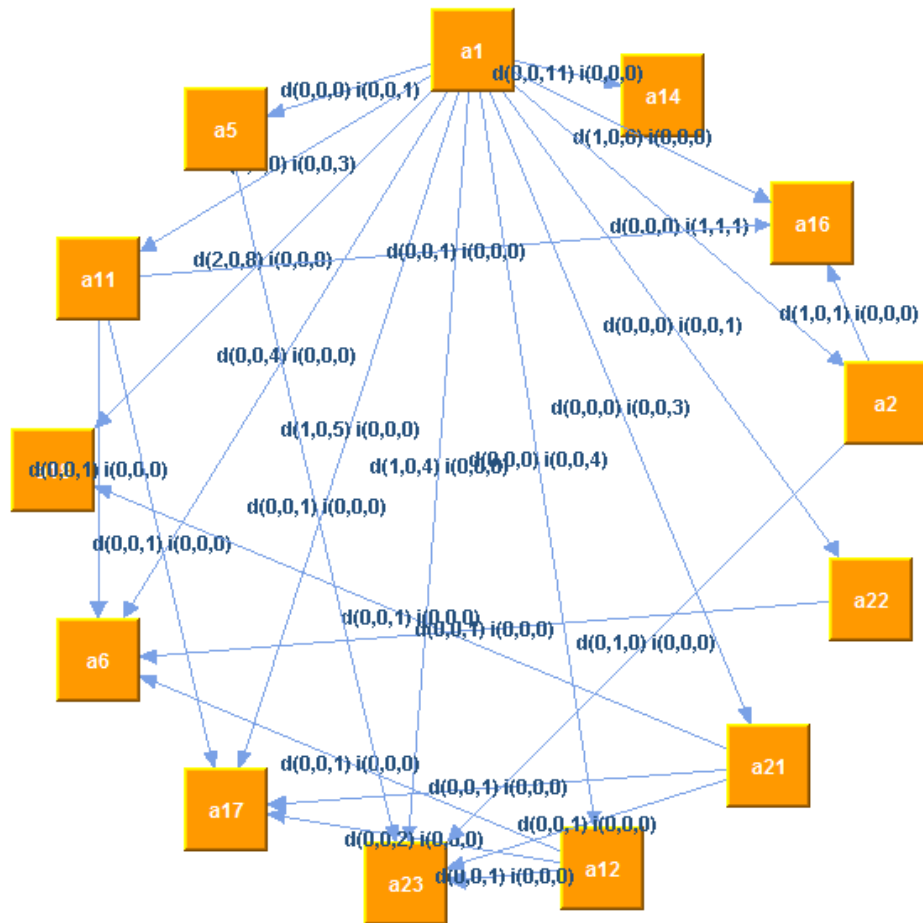 a1
d(0,0,11) i(0,0,0)
d(0,0,0) i(0,0,1)
a14
a5
d(1,0,6) i(0,0,0)
0) i(0,0,3)
a16
d(0,0,0) i(1,1,1)
d(0,0,1) i(0,0,0)
d(2,0,8) i(0,0,0)
a11
d(1,0,1) i(0,0,0)
d(0,0,0) i(0,0,1)
d(0,0,4) i(0,0,0)
a2
d(0,0,0) i(0,0,3)
d(1,0,5) i(0,0,0)
d(1,0,4) i(0,0,0)
d(0,0,0) i(0,0,4)
d(0,0,1) i(0,0,0)
d(0,0,1) i(0,0,0)
d(0,0,1) i(0,0,0)
a22
d(0,0,1) i(0,0,0)
d(0,0,1) i(0,0,0)
d(0,1,0) i(0,0,0)
a6
d(0,0,1) i(0,0,0)
a21
d(0,0,1) i(0,0,0)
a17
d(0,0,1) i(0,0,0)
d(0,0,2) i(0,0,0)
a12
d(0,0,1) i(0,0,0)
a23